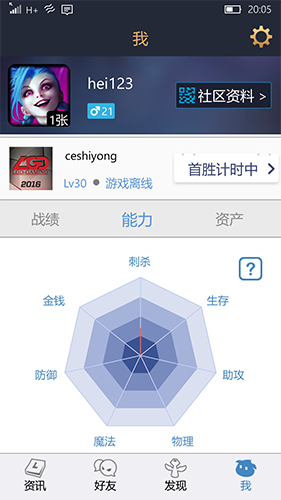 H+ 20:05
我
1张
hei123
♂21
社区资料 >
2016
ceshiyong
Lv30 ● 游戏离线
首胜计时中 >
战绩 能力 资产
?
刺杀
金钱 生存
防御 助攻
魔法 物理
资讯 好友 发现 我